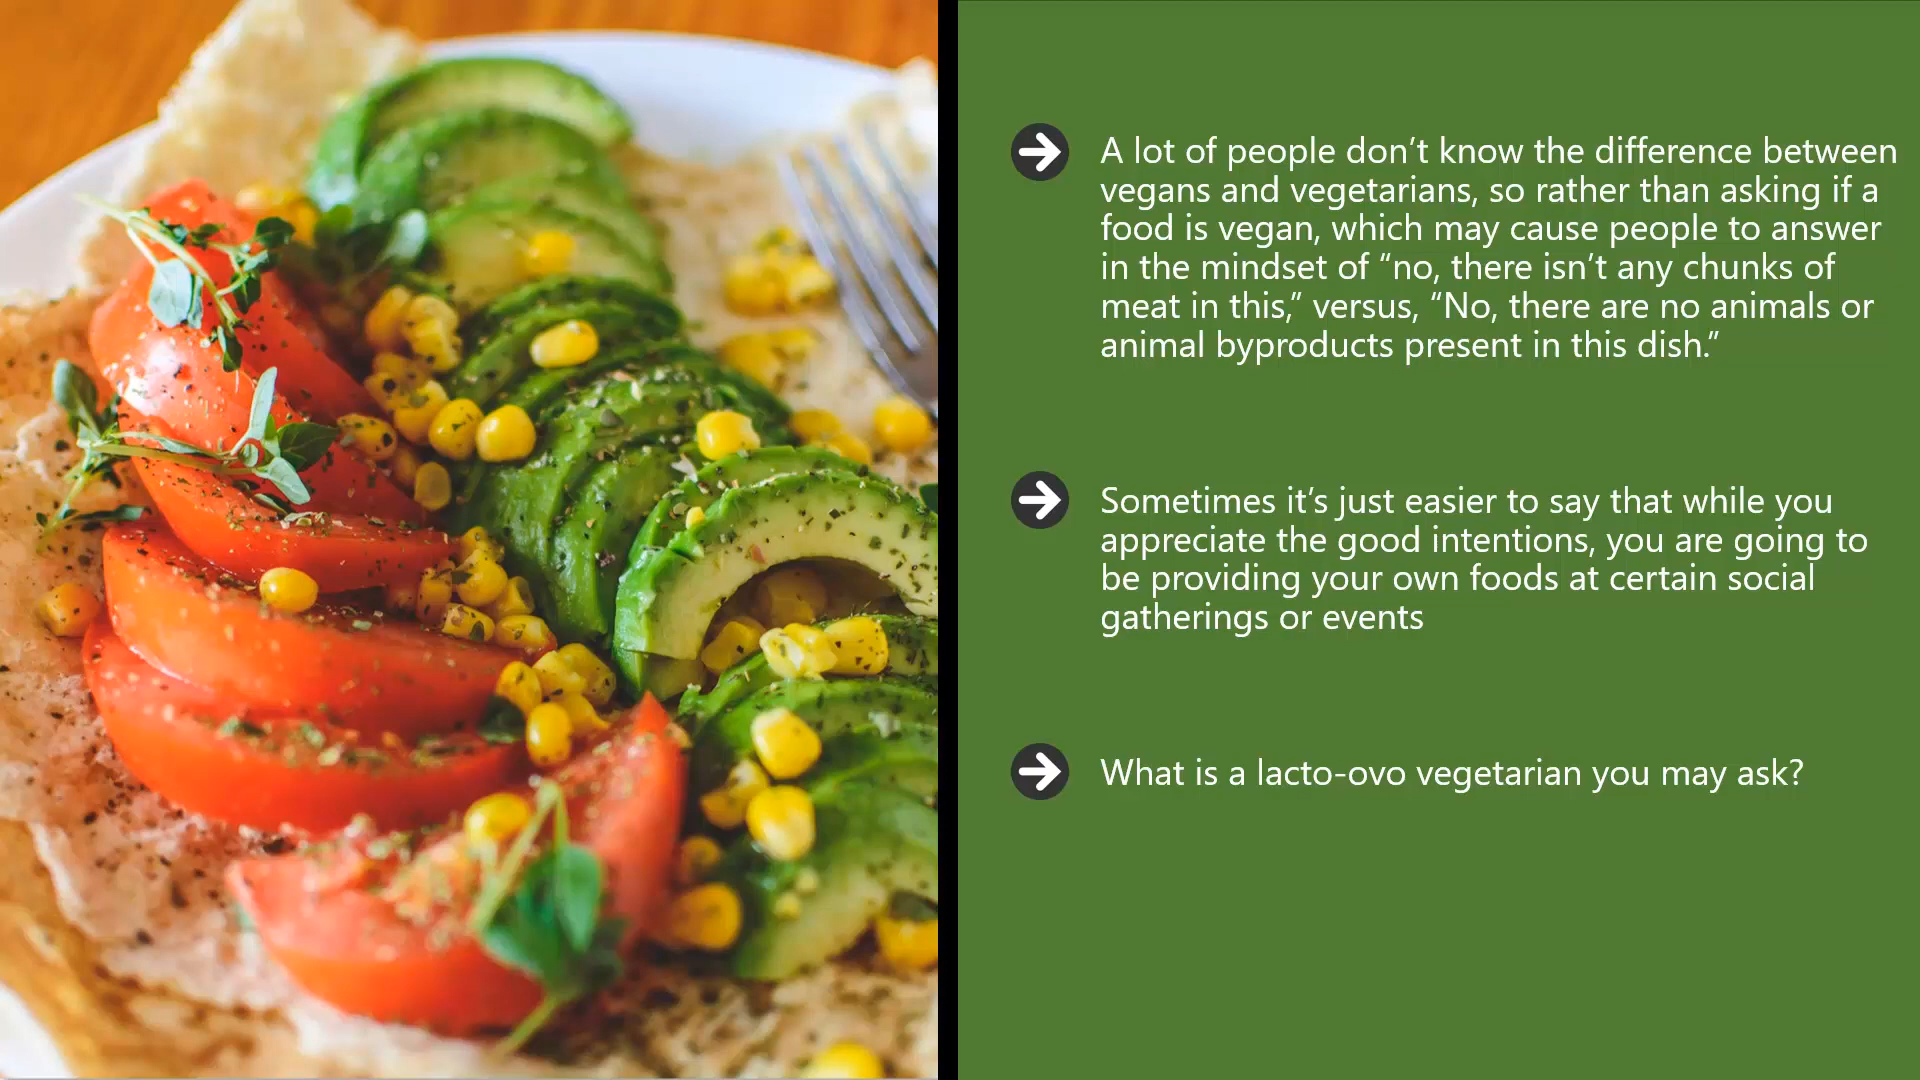 A lot of people don’t know the difference between
vegans and vegetarians, so rather than asking if a
food is vegan, which may cause people to answer
in the mindset of “no, there isn’t any chunks of
meat in this,” versus, “No, there are no animals or
animal byproducts present in this dish.”
Sometimes it’s just easier to say that while you
appreciate the good intentions, you are going to
be providing your own foods at certain social
gatherings or events
What is a lacto-ovo vegetarian you may ask?